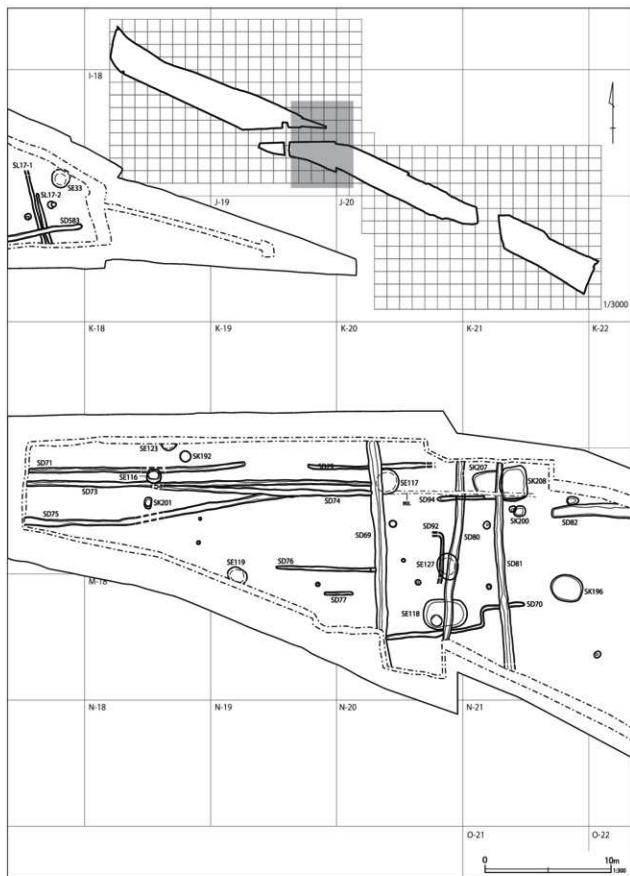 I-18
J-19
J-20
SL17-1
SL17-2
SE33
SD583
1/3000
K-18
K-19
K-20
K-21
K-22
SE123
SK192
SD71
SE116
SD73
SD74
SE117
SK207
SK208
SK201
SD94
SK200
SD82
SD75
SD69
SD92
SD80
SD81
SE127
SE119
SD76
SD77
M-18
SE118
SD70
SK196
N-18
N-19
N-20
N-21
O-21
O-22
0
10m
1:300